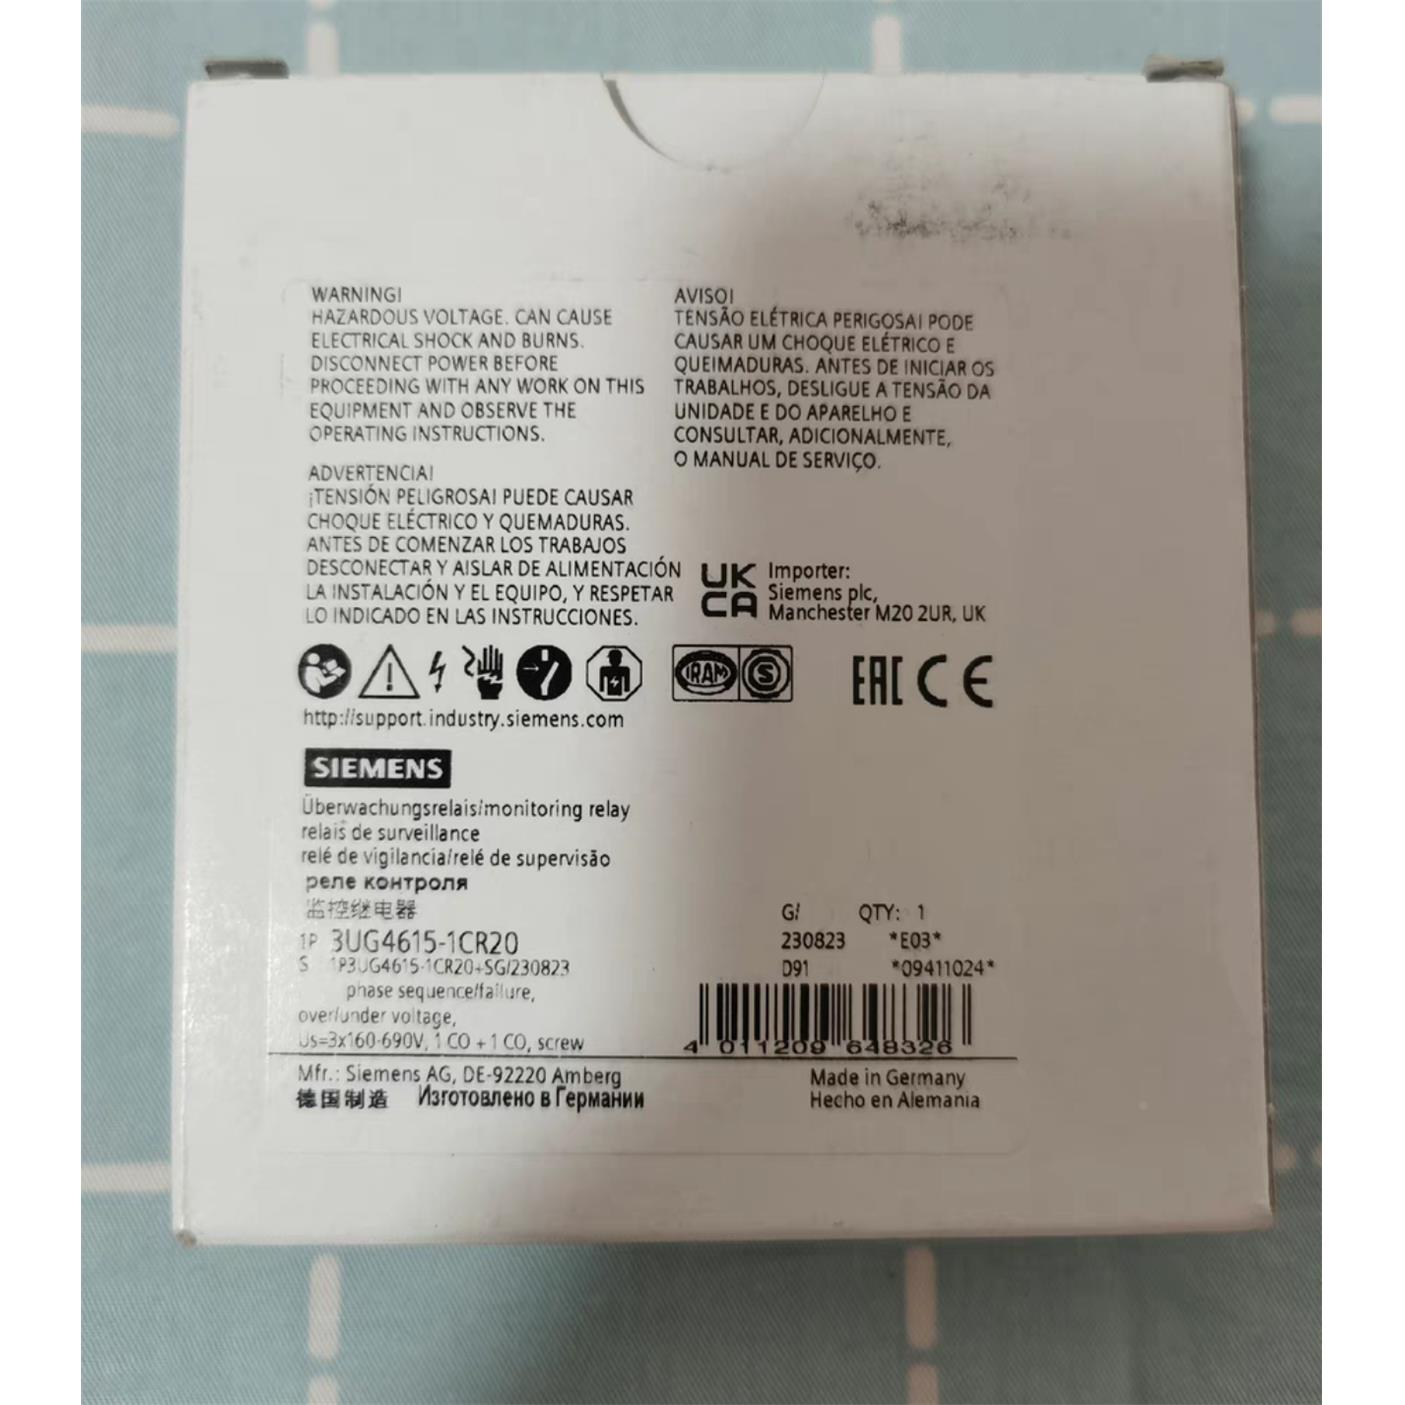 WARNING!
HAZARDOUS VOLTAGE. CAN CAUSE
ELECTRICAL SHOCK AND BURNS.
DISCONNECT POWER BEFORE
PROCEEDING WITH ANY WORK ON THIS
EQUIPMENT AND OBSERVE THE
OPERATING INSTRUCTIONS.
ADVERTENCIA!
¡TENSIÓN PELIGROSA! PUEDE CAUSAR
CHOQUE ELÉCTRICO Y QUEMADURAS.
ANTES DE COMENZAR LOS TRABAJOS
DESCONECTAR Y AISLAR DE ALIMENTACIÓN
LA INSTALACIÓN Y EL EQUIPO, Y RESPETAR
LO INDICADO EN LAS INSTRUCCIONES.
AVISO!
TENSÃO ELÉTRICA PERIGOSA! PODE
CAUSAR UM CHOQUE ELÉTRICO E
QUEIMADURAS. ANTES DE INICIAR OS
TRABALHOS, DESLIGUE A TENSÃO DA
UNIDADE E DO APARELHO E
CONSULTAR, ADICIONALMENTE,
O MANUAL DE SERVIÇO.
UK
CA
Importer:
Siemens plc,
Manchester M20 2UR, UK
IRAM S
EAC CE
http://support.industry.siemens.com
SIEMENS
Überwachungsrelais/monitoring relay
relais de surveillance
relé de vigilancia/relé de supervisão
реле контроля
监控继电器
1P 3UG4615-1CR20
S 1P3UG4615-1CR20+SG/230823
phase sequence/failure,
over/under voltage,
Us=3x160-690V, 1 CO + 1 CO, screw
G/ QTY: 1
230823 *E03*
D91 *09411024*
4 011209 648326
Mfr.: Siemens AG, DE-92220 Amberg
德国制造 Изготовлено в Германии
Made in Germany
Hecho en Alemania